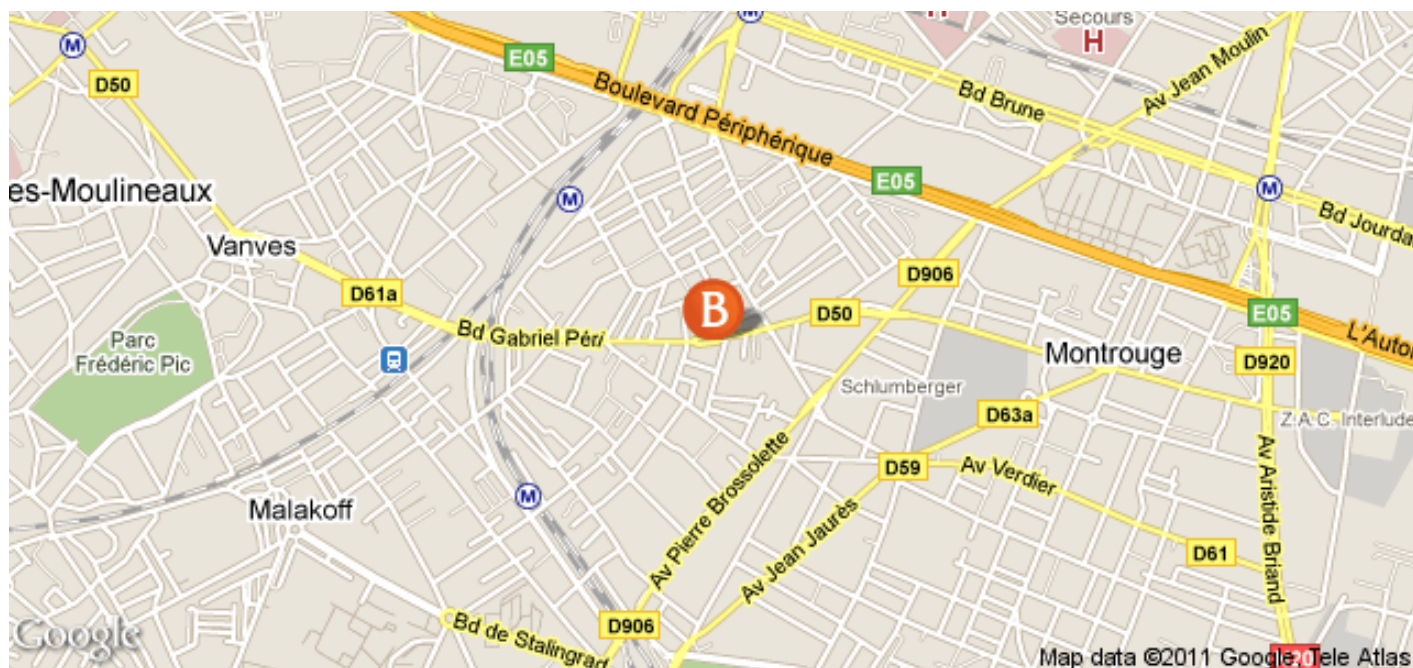 M
Secours
H
H
M
E05
D50
Boulevard Périphérique
Bd Brune
Av Jean Moulin
E05
M
M
es-Moulineaux
Bd Jourda
Vanves
D906
D61a
B
D50
E05
Bd Gabriel Péri
L'Auto
Parc
Frédéric Pic
Montrouge
D920
Schlumberger
D63a
Z.A.C. Interlude
D59
Av Verdier
Av Pierre Brossolette
Av Aristide Briand
M
Malakoff
Av Jean Jaurès
D61
Bd de Stalingrad
D906
Google
20
Map data ©2011 Google, Tele Atlas